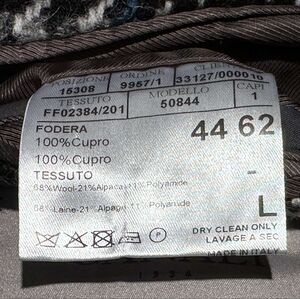 POSIZIONE ORDINE CLIENTE
15308 9957/1 33127/000010
TESSUTO MODELLO CAPI
FF02384/201 50844 1
FODERA 44 62
100%Cupro
100%Cupro
TESSUTO -
68%Wool-21%Alpaca-11%Polyamide
68%Laine-21%Alpaga-11%Polyamide
L
DRY CLEAN ONLY
LAVAGE A SEC
MADE IN ITALY
1934